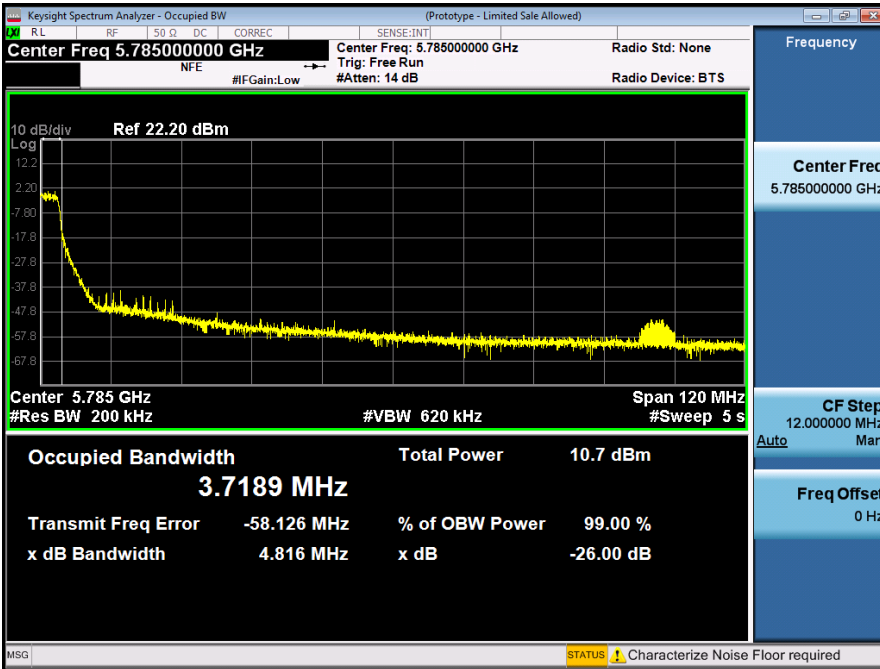 Keysight Spectrum Analyzer - Occupied BW (Prototype - Limited Sale Allowed)
LXI RL RF 50 Ω DC CORREC SENSE:INT
Center Freq 5.785000000 GHz
NFE
#IFGain:Low
Center Freq: 5.785000000 GHz
Trig: Free Run
#Atten: 14 dB
Radio Std: None
Radio Device: BTS
10 dB/div Ref 22.20 dBm
Log
12.2
2.20
-7.80
-17.8
-27.8
-37.8
-47.8
-57.8
-67.8
Center 5.785 GHz Span 120 MHz
#Res BW 200 kHz #VBW 620 kHz #Sweep 5 s
Occupied Bandwidth Total Power 10.7 dBm
3.7189 MHz
Transmit Freq Error -58.126 MHz % of OBW Power 99.00 %
x dB Bandwidth 4.816 MHz x dB -26.00 dB
Frequency
Center Freq
5.785000000 GHz
CF Step
12.000000 MHz
Auto Man
Freq Offset
0 Hz
MSG STATUS Characterize Noise Floor required